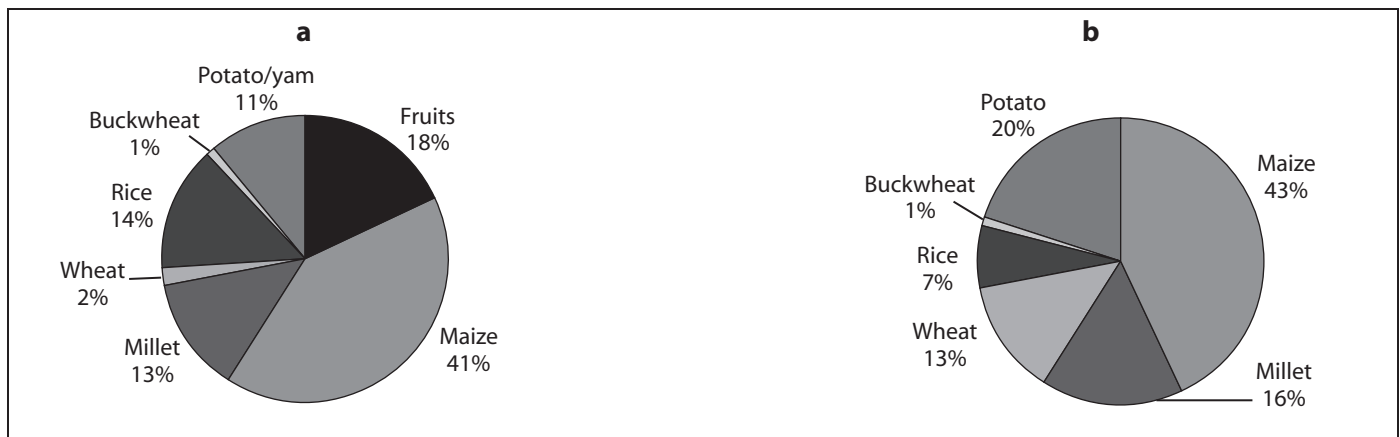 a
Potato/yam
11%
Fruits
18%
Buckwheat
1%
Rice
14%
Wheat
2%
Millet
13%
Maize
41%
b
Potato
20%
Maize
43%
Buckwheat
1%
Rice
7%
Wheat
13%
Millet
16%